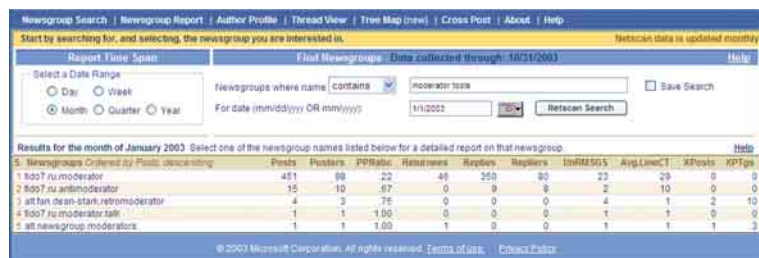 Newsgroup Search | Newsgroup Report | Author Profile | Thread View | Tree Map (new) | Cross Post | About | Help
Start by searching for, and selecting, the newsgroup you are interested in. Netscan data is updated monthly
Report Time Span Find Newsgroups Data collected through: 10/31/2003 Help
Select a Date Range
Day Week
Month Quarter Year
Newsgroups where name contains moderator tools Save Search
For date (mm/dd/yyyy OR mm/yyyy): 1/1/2003 Netscan Search
Results for the month of January 2003 Select one of the newsgroup names listed below for a detailed report on that newsgroup. Help
5 Newsgroups Ordered by Posts, descending Posts Posters PPRatio Returnees Replies Repliers UnRMSGS Avg.LineCT XPosts XPTgs
1 fido7.ru.moderator 451 98 .22 46 350 80 23 29 0 0
2 fido7.ru.antimoderator 15 10 .67 0 9 8 2 10 0 0
3 alt.fan.dean-stark.retromoderator 4 3 .75 0 0 0 4 1 2 10
4 fido7.ru.moderator.talk 1 1 1.00 0 0 0 1 1 0 0
5 alt.newsgroup.moderators. 1 1 1.00 1 0 0 1 1 1 3
© 2003 Microsoft Corporation. All rights reserved. Terms of Use. Privacy Policy